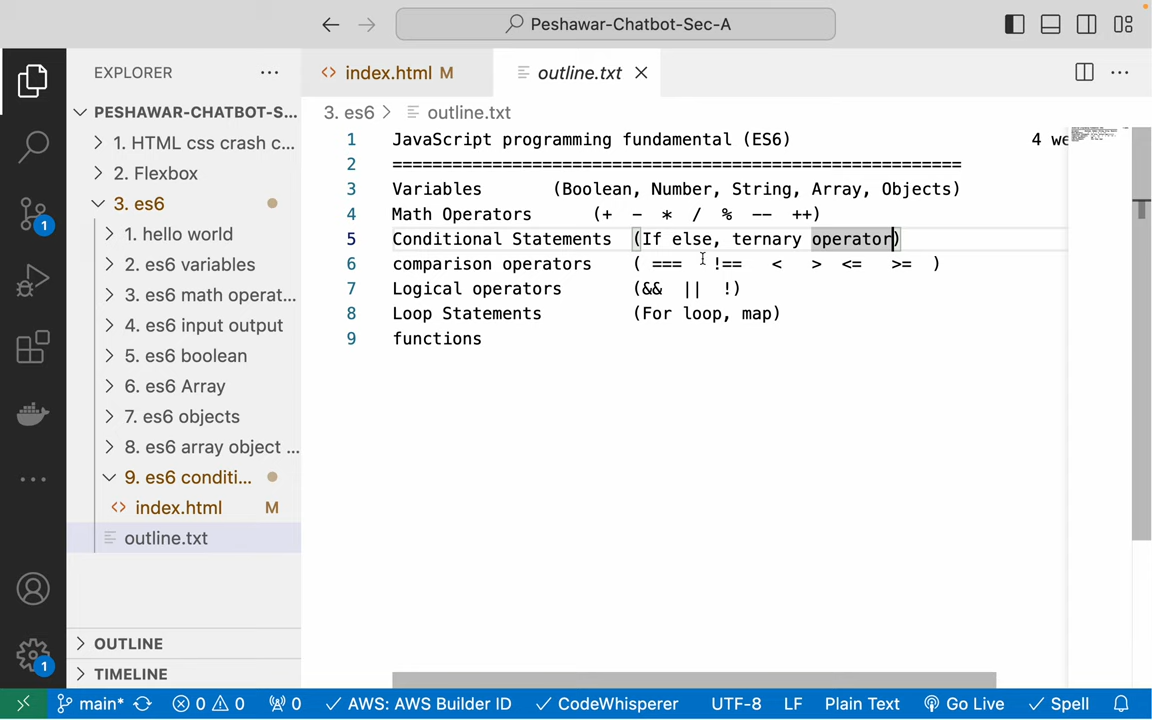 Peshawar-Chatbot-Sec-A
EXPLORER
index.html M
outline.txt
PESHAWAR-CHATBOT-S...
3. es6 > outline.txt
1. HTML css crash c...
2. Flexbox
3. es6
1. hello world
2. es6 variables
3. es6 math operat...
4. es6 input output
5. es6 boolean
6. es6 Array
7. es6 objects
8. es6 array object ...
9. es6 conditi...
index.html M
outline.txt
1 JavaScript programming fundamental (ES6) 4 we
2 =========================================================
3 Variables (Boolean, Number, String, Array, Objects)
4 Math Operators (+ - * / % -- ++)
5 Conditional Statements (If else, ternary operator)
6 comparison operators ( === !== < > <= >= )
7 Logical operators (&& || !)
8 Loop Statements (For loop, map)
9 functions
1
1
OUTLINE
TIMELINE
main* 0 0 0 AWS: AWS Builder ID CodeWhisperer UTF-8 LF Plain Text Go Live Spell